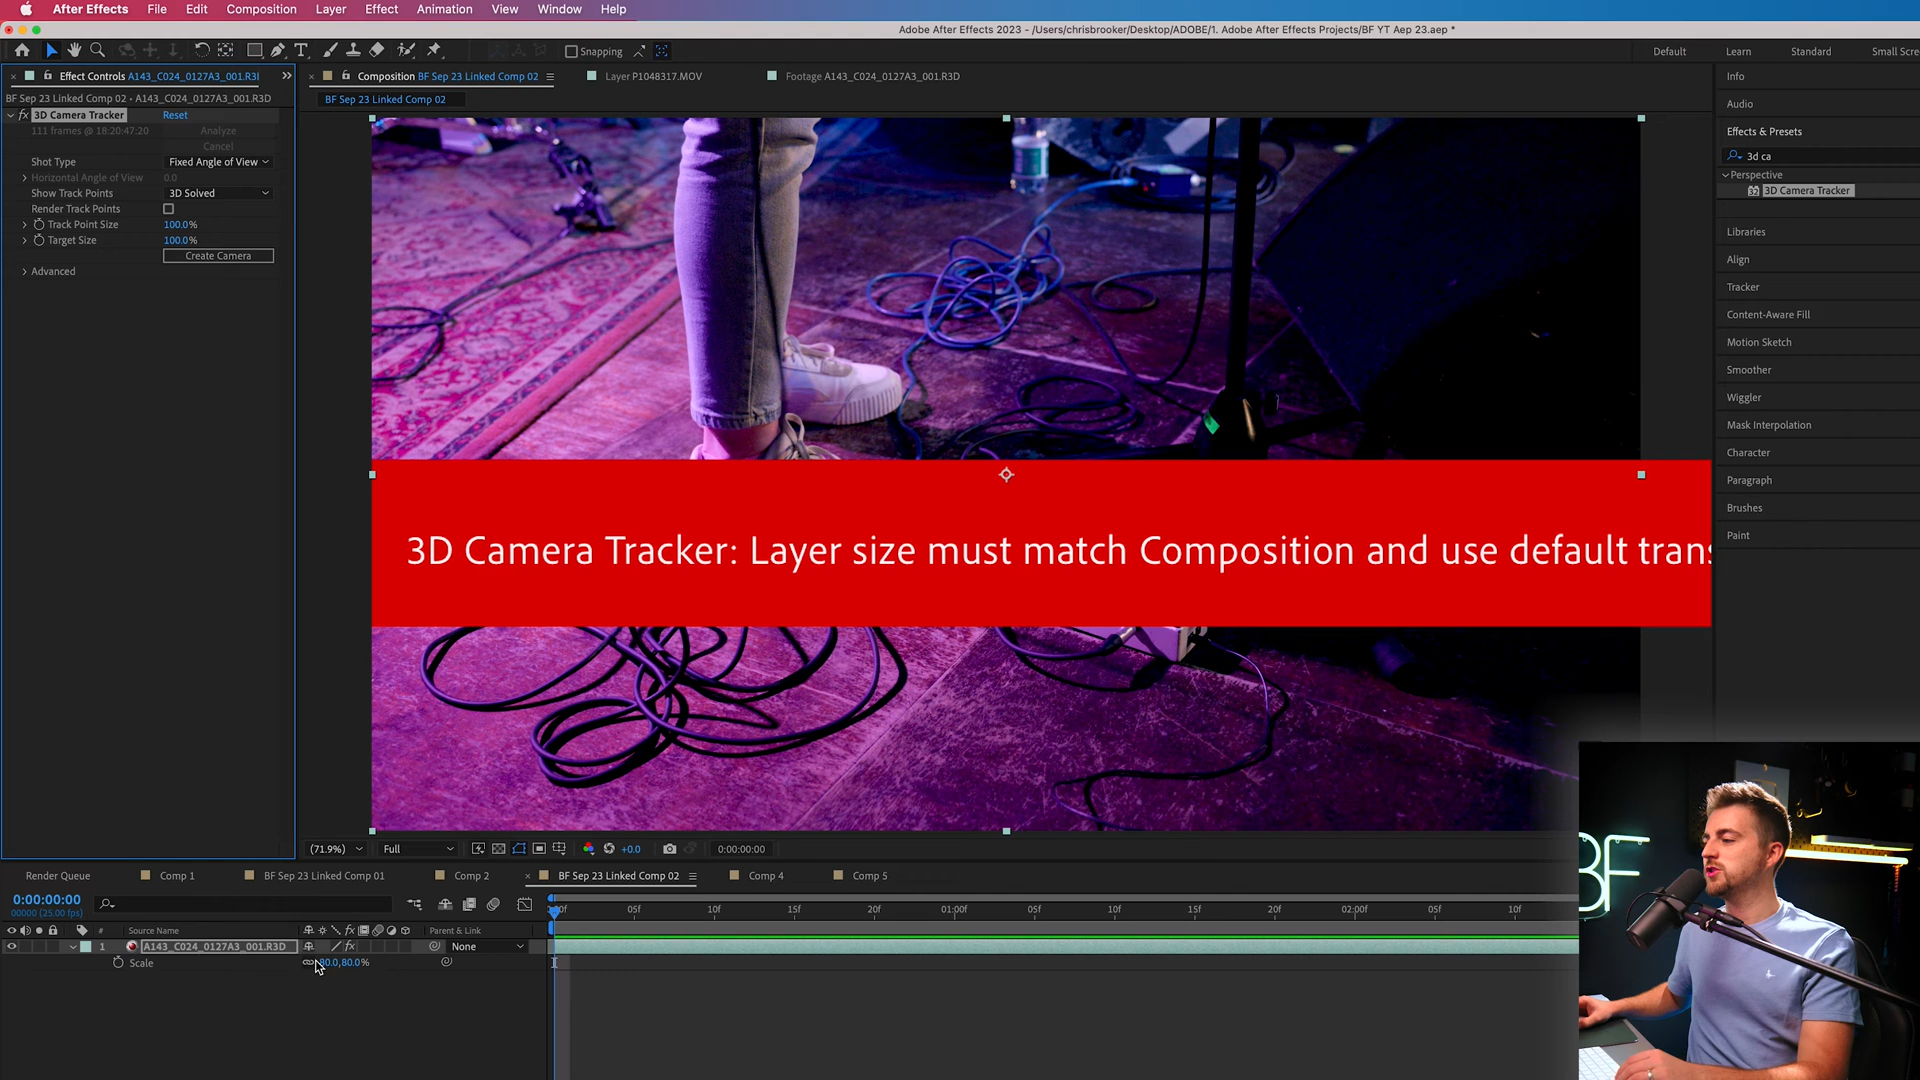 After Effects File Edit Composition Layer Effect Animation View Window Help
Adobe After Effects 2023 - /Users/chrisbrooker/Desktop/ADOBE/1. Adobe After Effects Projects/BF YT Aep 23.aep *
Snapping
Default Learn Standard Small Scre
Effect Controls A143_C024_0127A3_001.R3I
Composition BF Sep 23 Linked Comp 02
Layer P1048317.MOV
Footage A143_C024_0127A3_001.R3D
BF Sep 23 Linked Comp 02 • A143_C024_0127A3_001.R3D
BF Sep 23 Linked Comp 02
fx 3D Camera Tracker Reset
111 frames @ 18:20:47:20 Analyze
Cancel
Shot Type Fixed Angle of View
Horizontal Angle of View 0.0
Show Track Points 3D Solved
Render Track Points
Track Point Size 100.0%
Target Size 100.0%
Create Camera
Advanced
Info
Audio
Effects & Presets
3d ca
Perspective
3D Camera Tracker
Libraries
Align
Tracker
Content-Aware Fill
Motion Sketch
Smoother
Wiggler
Mask Interpolation
Character
Paragraph
Brushes
Paint
3D Camera Tracker: Layer size must match Composition and use default trans
BF
(71.9%) Full +0.0 0:00:00:00
Render Queue Comp 1 BF Sep 23 Linked Comp 01 Comp 2 BF Sep 23 Linked Comp 02 Comp 4 Comp 5
0:00:00:00
00000 (25.00 fps)
:00f 05f 10f 15f 20f 01:00f 05f 10f 15f 20f 02:00f 05f 10f
# Source Name fx Parent & Link
1 A143_C024_0127A3_001.R3D fx None
Scale 80.0,80.0%